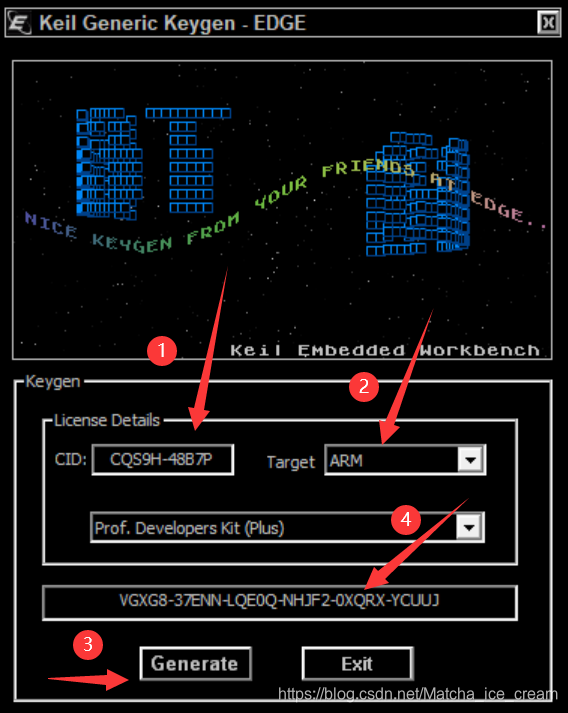 Keil Generic Keygen - EDGE
NICE KEYGEN FROM YOUR FRIENDS AT EDGE..
Keil Embedded Workbench
1
2
Keygen
License Details
CID: CQS9H-48B7P Target ARM
Prof. Developers Kit (Plus)
4
VGXG8-37ENN-LQE0Q-NHJF2-0XQRX-YCUUJ
3
Generate Exit
https://blog.csdn.net/Matcha_ice_cream